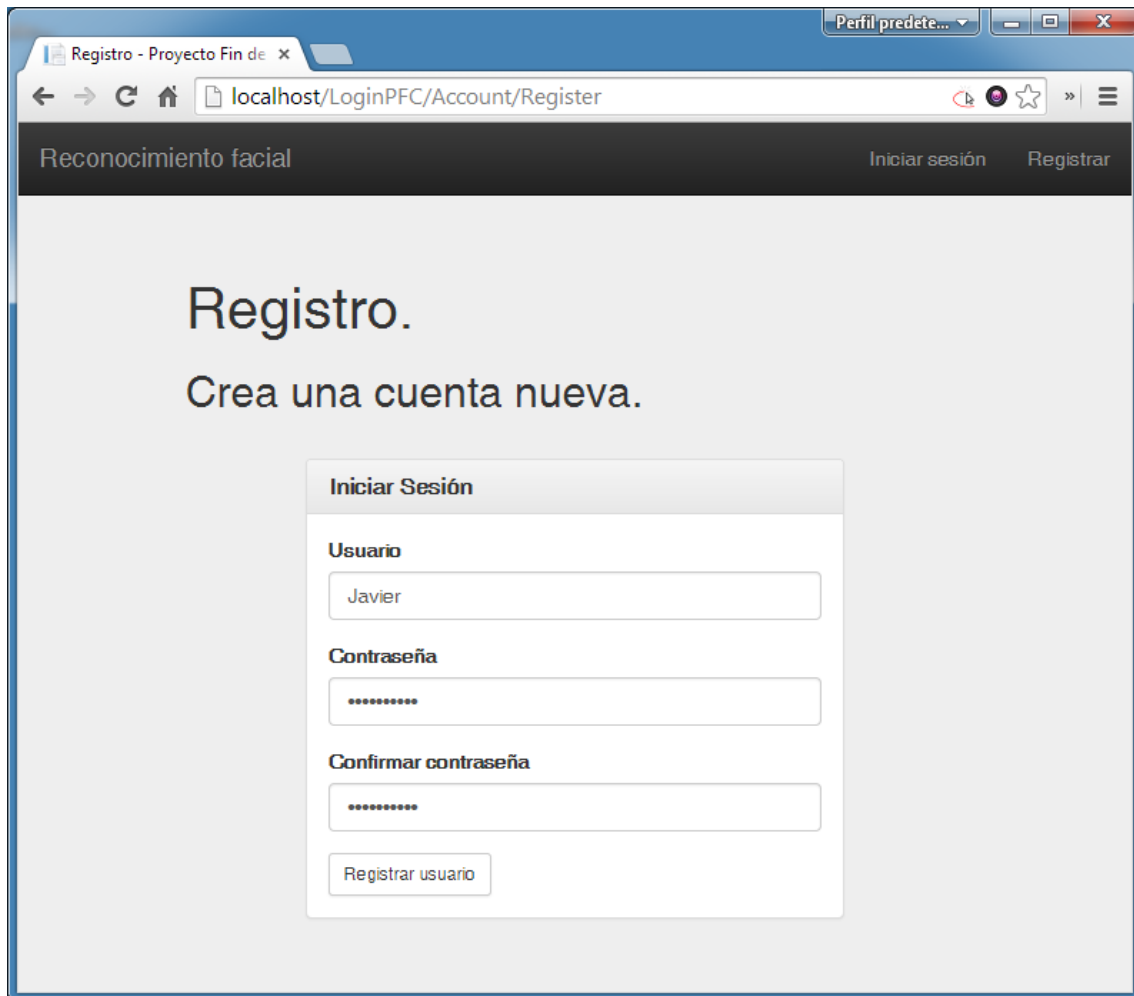 Perfil predete...
Registro - Proyecto Fin de
localhost/LoginPFC/Account/Register
Reconocimiento facial
Iniciar sesión
Registrar
Registro.
Crea una cuenta nueva.
Iniciar Sesión
Usuario
Javier
Contraseña
••••••••••
Confirmar contraseña
••••••••••
Registrar usuario